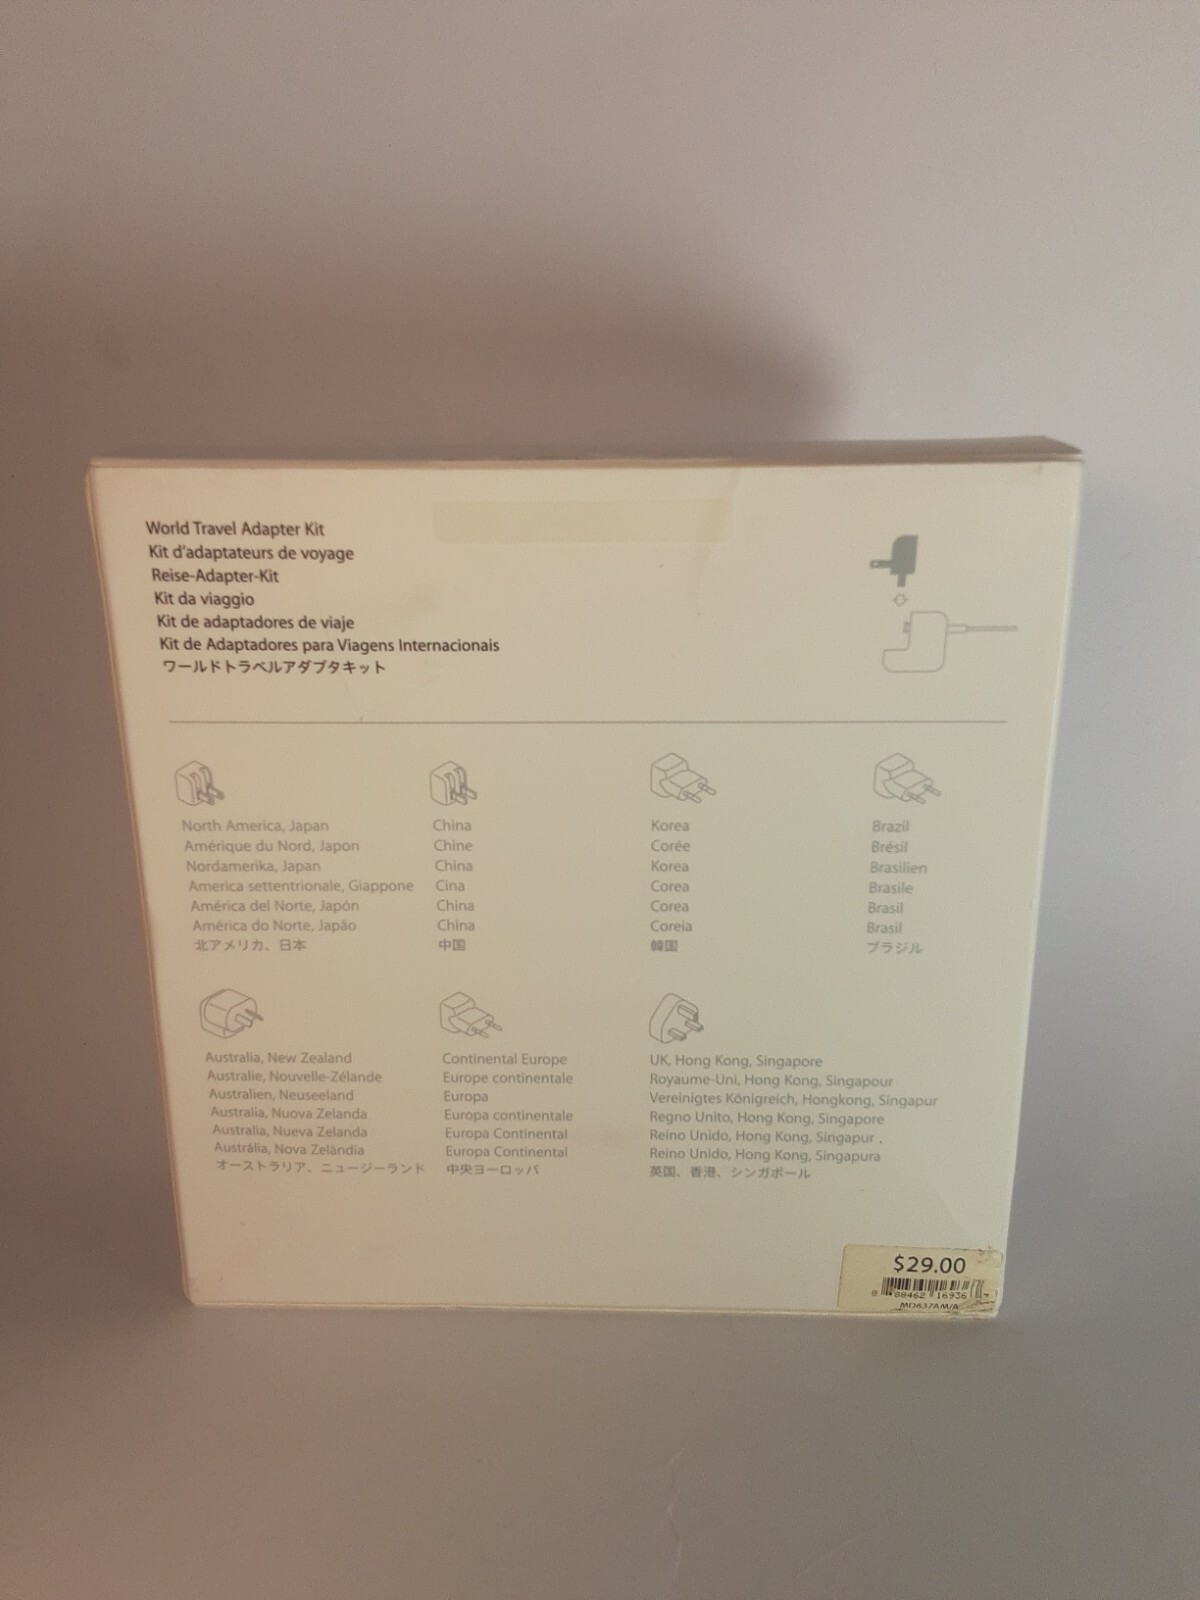 World Travel Adapter Kit
Kit d'adaptateurs de voyage
Reise-Adapter-Kit
Kit da viaggio
Kit de adaptadores de viaje
Kit de Adaptadores para Viagens Internacionais
ワールドトラベルアダプタキット
North America, Japan
Amérique du Nord, Japon
Nordamerika, Japan
America settentrionale, Giappone
América del Norte, Japón
América do Norte, Japão
北アメリカ、日本
China
Chine
China
Cina
China
China
中国
Korea
Corée
Korea
Corea
Corea
Coreia
韓国
Brazil
Brésil
Brasilien
Brasile
Brasil
Brasil
ブラジル
Australia, New Zealand
Australie, Nouvelle-Zélande
Australien, Neuseeland
Australia, Nuova Zelanda
Australia, Nueva Zelanda
Austrália, Nova Zelândia
オーストラリア、ニュージーランド
Continental Europe
Europe continentale
Europa
Europa continentale
Europa Continental
Europa Continental
中央ヨーロッパ
UK, Hong Kong, Singapore
Royaume-Uni, Hong Kong, Singapour
Vereinigtes Königreich, Hongkong, Singapur
Regno Unito, Hong Kong, Singapore
Reino Unido, Hong Kong, Singapur .
Reino Unido, Hong Kong, Singapura
英国、香港、シンガポール
$29.00
8 88462 16936
MD837AM/A